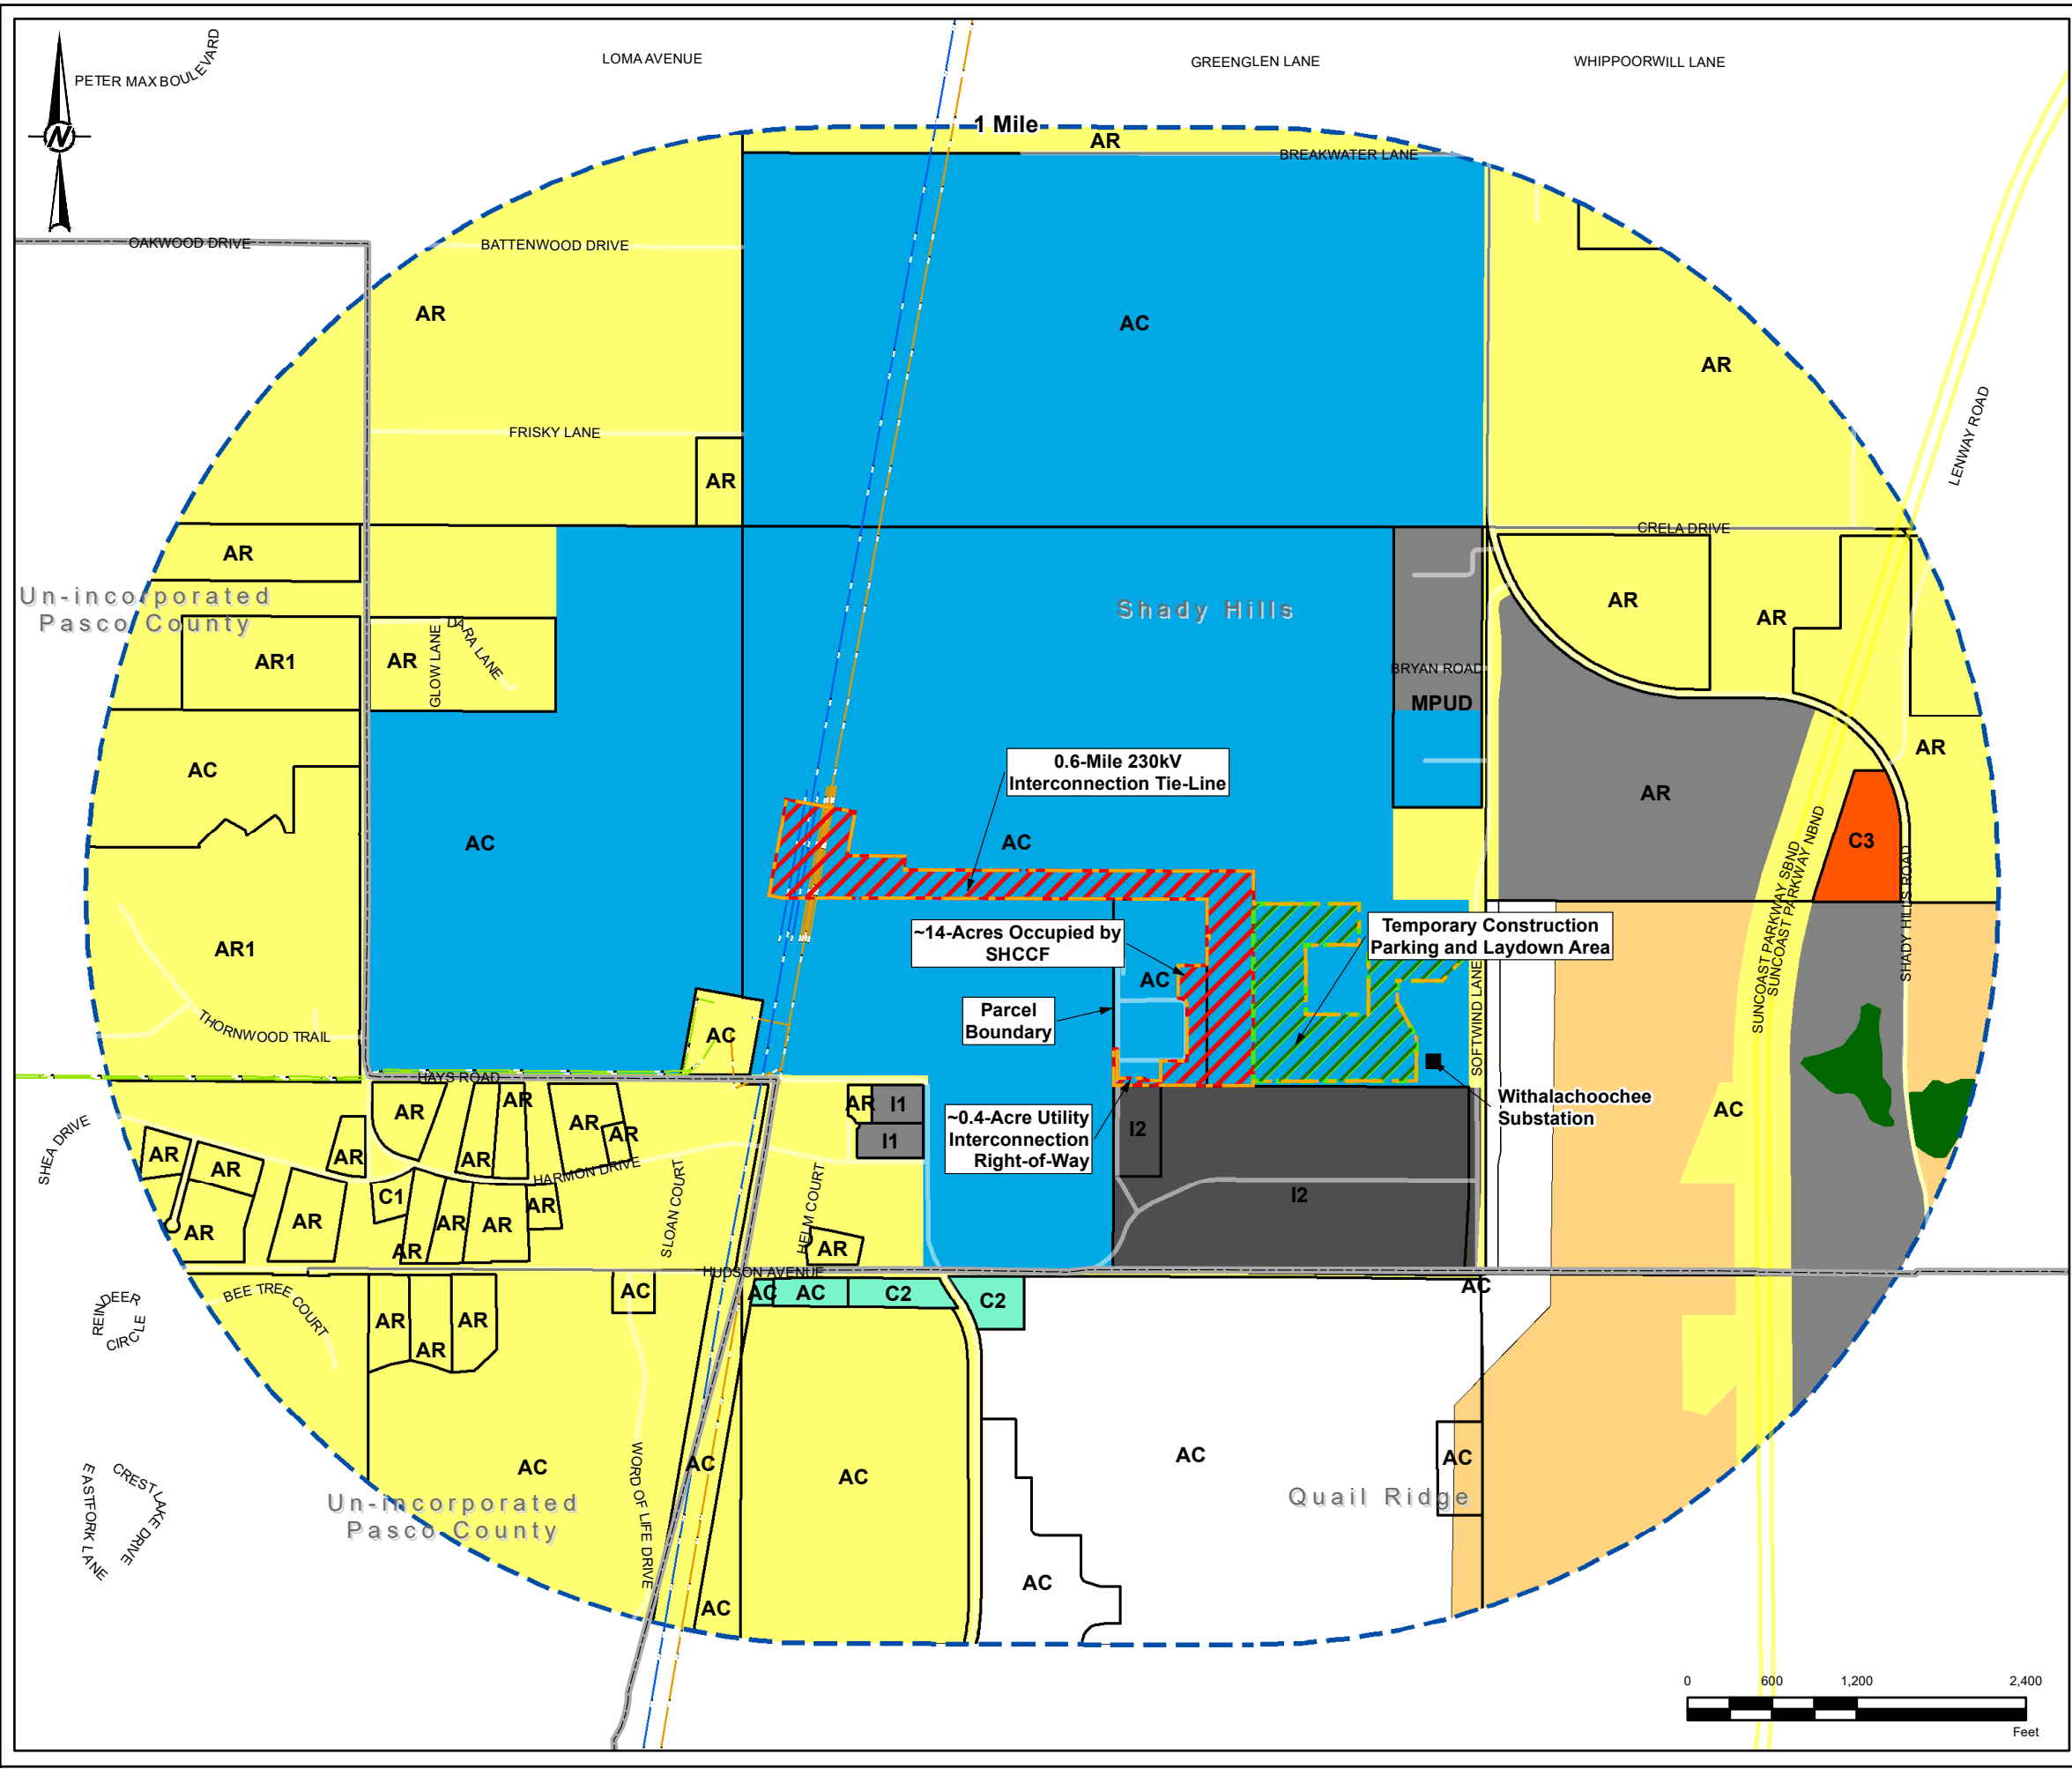 LOMA AVENUE
GREENGLEN LANE
WHIPPOORWILL LANE
PETER MAX BOULEVARD
N
1 Mile
AR
BREAKWATER LANE
OAKWOOD DRIVE
BATTENWOOD DRIVE
AR
AC
AR
LENWAY ROAD
FRISKY LANE
AR
CRELA DRIVE
AR
Un-incorporated
Pasco County
Shady Hills
AR
AR
AR1
AR
GLOW LANE
DARA LANE
BRYAN ROAD
MPUD
AR
AC
0.6-Mile 230kV
Interconnection Tie-Line
AR
AC
AC
C3
SUNCOAST PARKWAY SBND
SUNCOAST PARKWAY NBND
SHADY HILLS ROAD
AR1
~14-Acres Occupied by
SHCCF
Temporary Construction
Parking and Laydown Area
AC
Parcel
Boundary
THORNWOOD TRAIL
AC
SOFTWIND LANE
HAYS ROAD
Withalachoochee
Substation
AC
AR
AR
AR
AR
I1
I1
~0.4-Acre Utility
Interconnection
Right-of-Way
I2
I2
SHEA DRIVE
AR
AR
AR
AR
AR
HARMON DRIVE
SLOAN COURT
HELM COURT
C1
AR
AR
AR
AR
AR
AR
AR
HUDSON AVENUE
BEE TREE COURT
REINDEER
CIRCLE
AC
AC
AC
C2
C2
AC
AR
AR
AR
AC
AC
AC
AC
AC
Quail Ridge
Un-incorporated
Pasco County
WORD OF LIFE DRIVE
CREST LAKE DRIVE
EASTFORK LANE
AC
AC
0
600
1,200
2,400
Feet